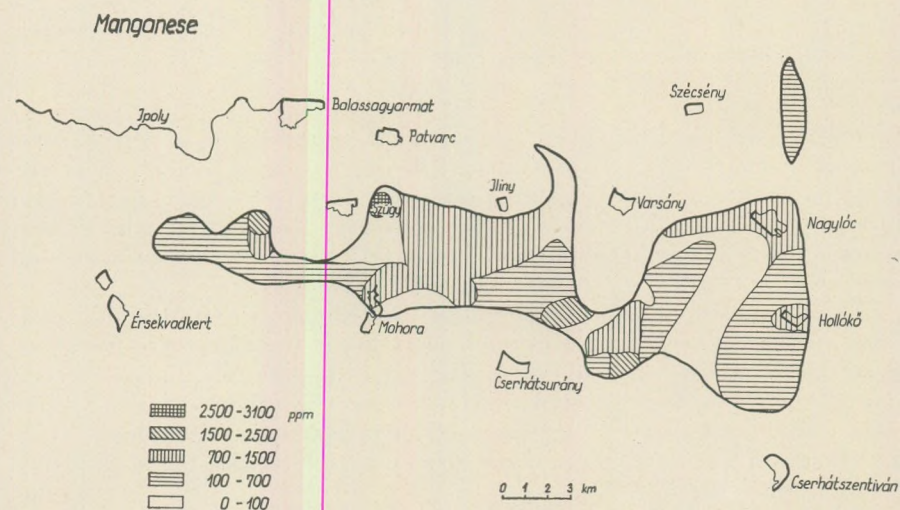 Manganese
Ipoly
Balassagyarmat
Patvarc
Szécsény
Szügy
Iliny
Varsány
Nagylóc
Érsekvadkert
Mohora
Hollókő
Cserhátsurány
2500-3100 ppm
1500-2500
700-1500
100-700
0-100
0 1 2 3 km
Cserhátszentiván